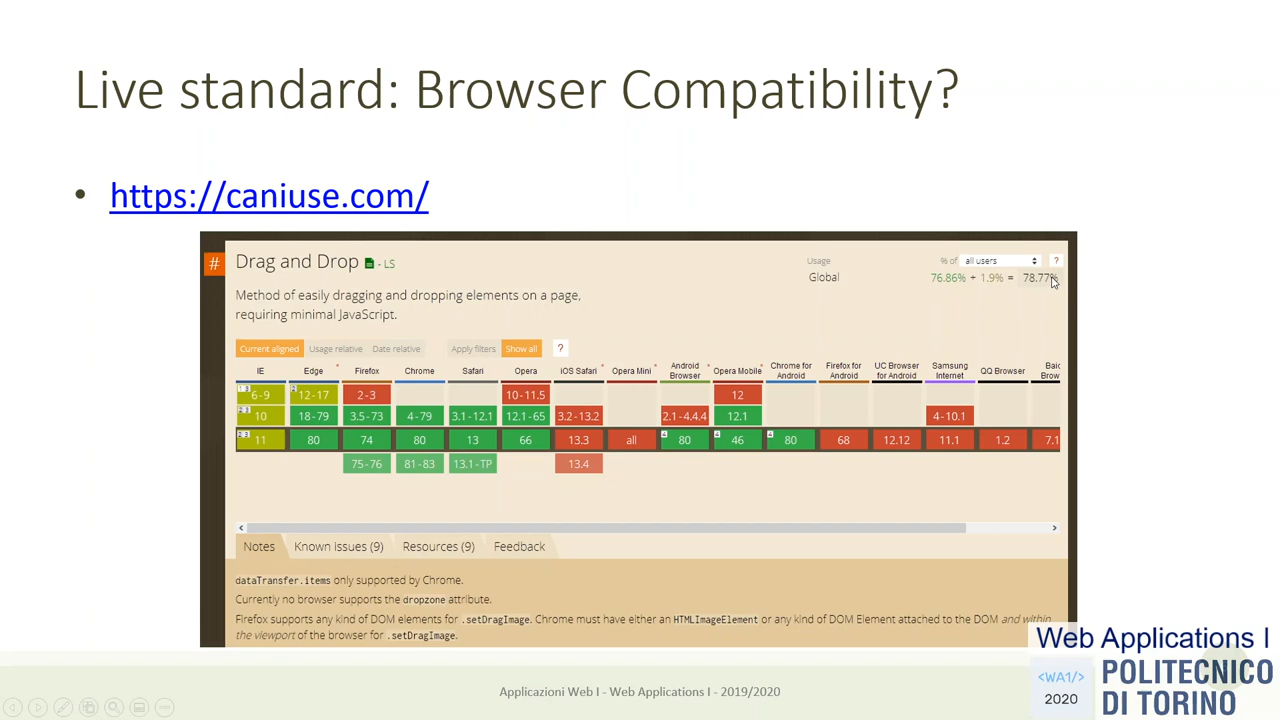 Live standard: Browser Compatibility?
• https://caniuse.com/
# Drag and Drop - LS
Usage % of all users ?
Global 76.86% + 1.9% = 78.77%
Method of easily dragging and dropping elements on a page,
requiring minimal JavaScript.
Current aligned Usage relative Date relative Apply filters Show all ?
IE Edge * Firefox Chrome Safari Opera iOS Safari * Opera Mini * Android Browser * Opera Mobile * Chrome for Android Firefox for Android UC Browser for Android Samsung Internet QQ Browser Baic Brow
6-9 12-17 2-3 10-11.5 12
10 18-79 3.5-73 4-79 3.1-12.1 12.1-65 3.2-13.2 2.1-4.4.4 12.1 4-10.1
11 80 74 80 13 66 13.3 all 80 46 80 68 12.12 11.1 1.2 7.1
75-76 81-83 13.1-TP 13.4
Notes Known issues (9) Resources (9) Feedback
dataTransfer.items only supported by Chrome.
Currently no browser supports the dropzone attribute.
Firefox supports any kind of DOM elements for .setDragImage. Chrome must have either an HTMLImageElement or any kind of DOM Element attached to the DOM and within
the viewport of the browser for .setDragImage.
Applicazioni Web I - Web Applications I - 2019/2020
Web Applications I
<WA1/>
2020
POLITECNICO
DI TORINO